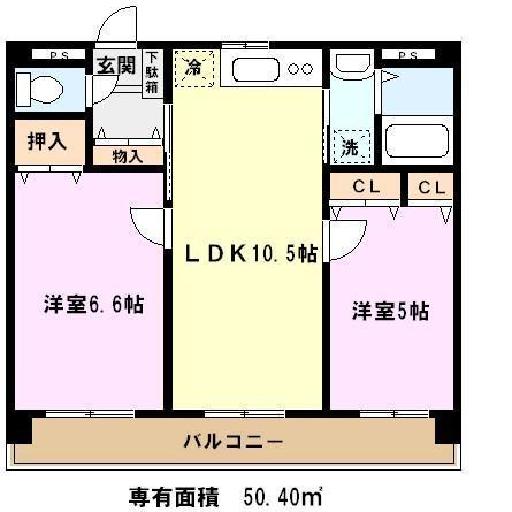 PS
PS
玄関
下駄箱
冷
押入
物入
洗
CL
CL
LDK10.5帖
洋室6.6帖
洋室5帖
バルコニー
専有面積 50.40㎡